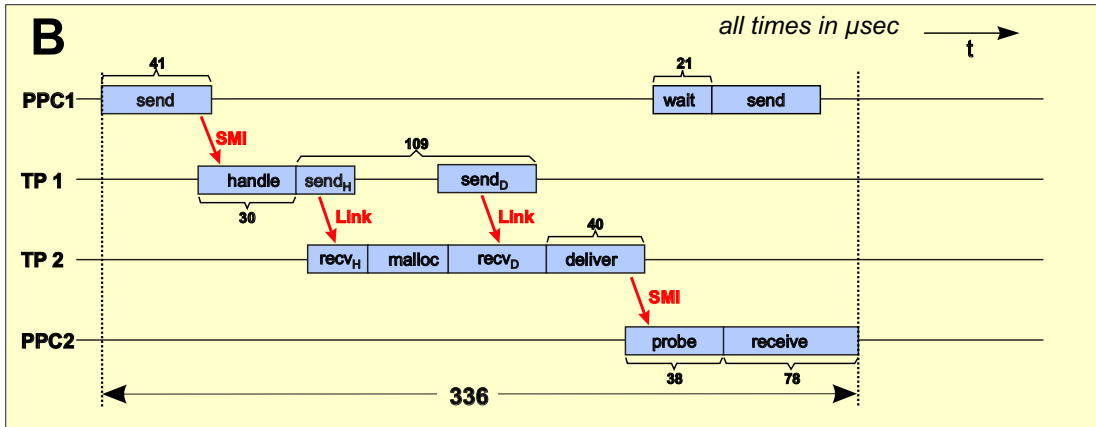 B
all times in µsec
t
41
21
PPC1
send
wait
send
SMI
109
TP 1
handle
sendH
sendD
30
Link
Link
40
TP 2
recvH
malloc
recvD
deliver
SMI
PPC2
probe
receive
38
78
336